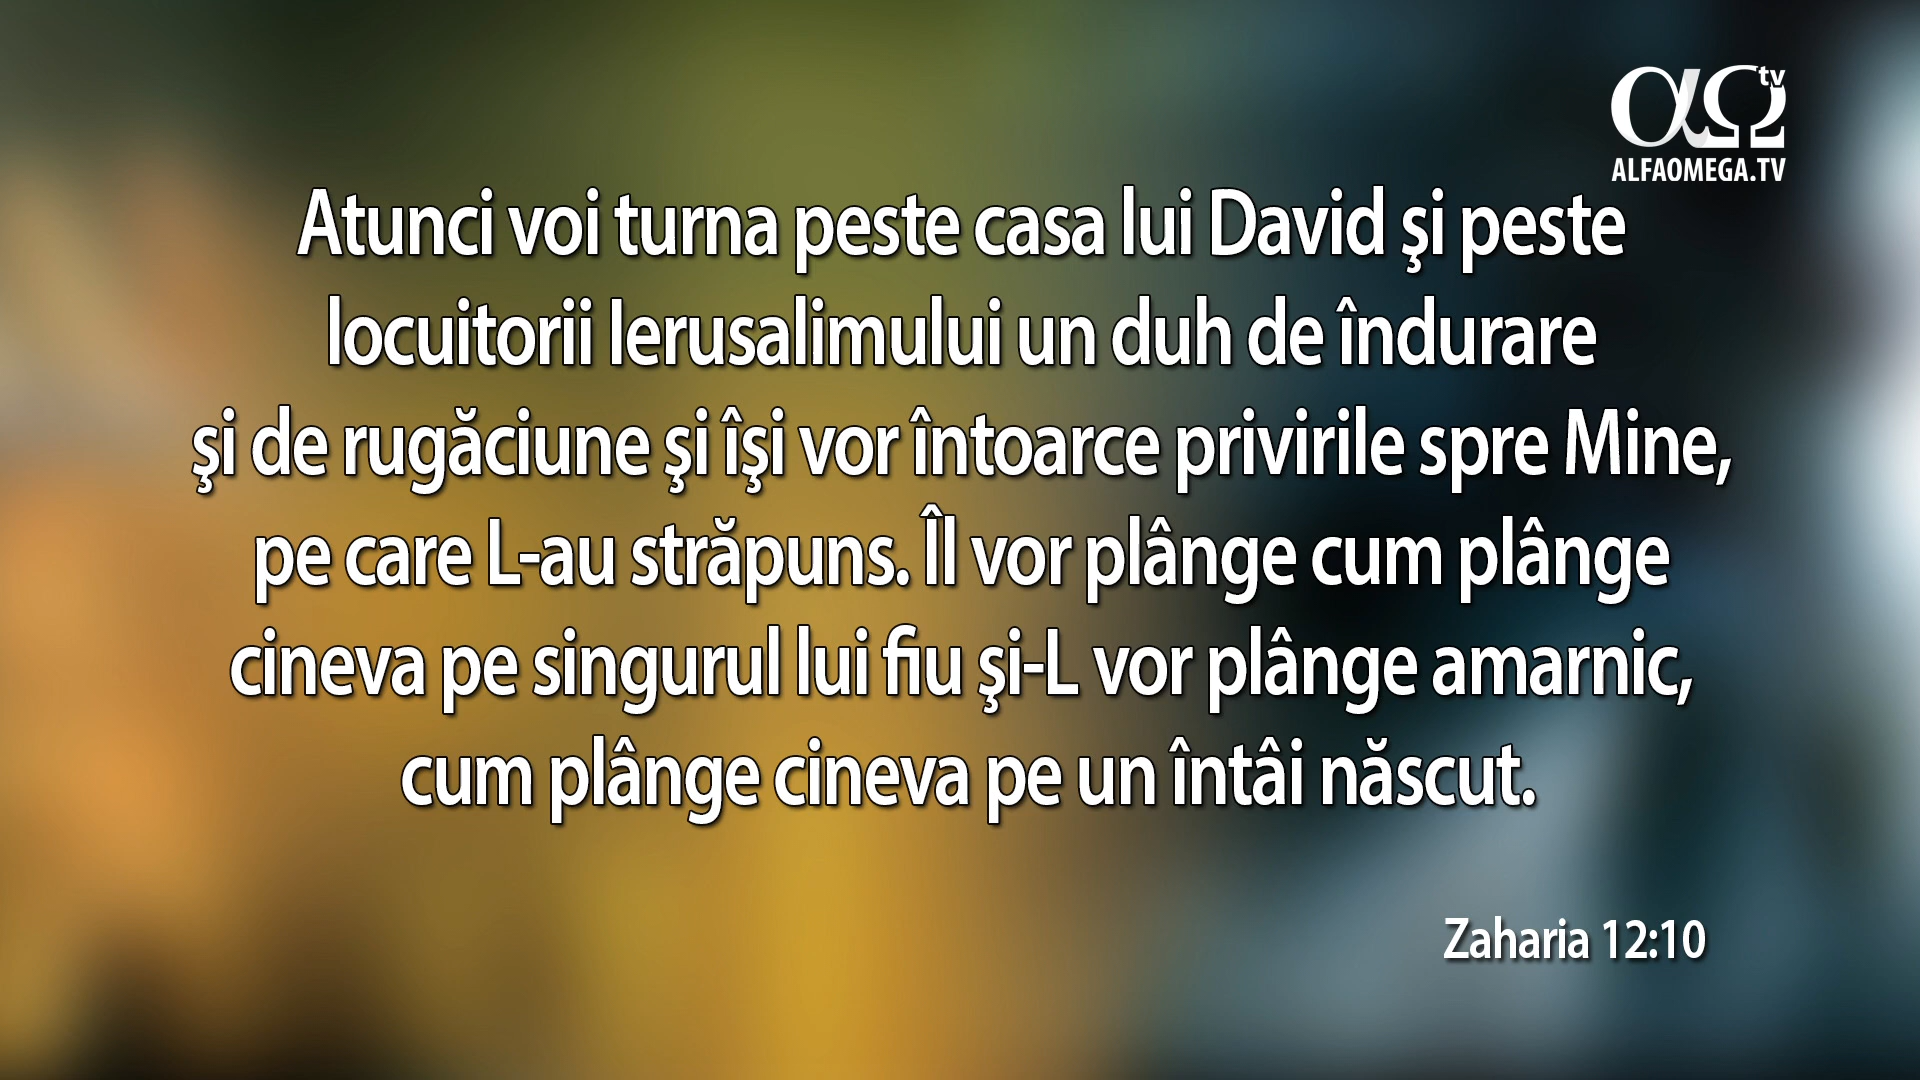 αΩ tv
ALFAOMEGA.TV
Atunci voi turna peste casa lui David şi peste
locuitorii Ierusalimului un duh de îndurare
şi de rugăciune şi îşi vor întoarce privirile spre Mine,
pe care L-au străpuns. Îl vor plânge cum plânge
cineva pe singurul lui fiu şi-L vor plânge amarnic,
cum plânge cineva pe un întâi născut.
Zaharia 12:10